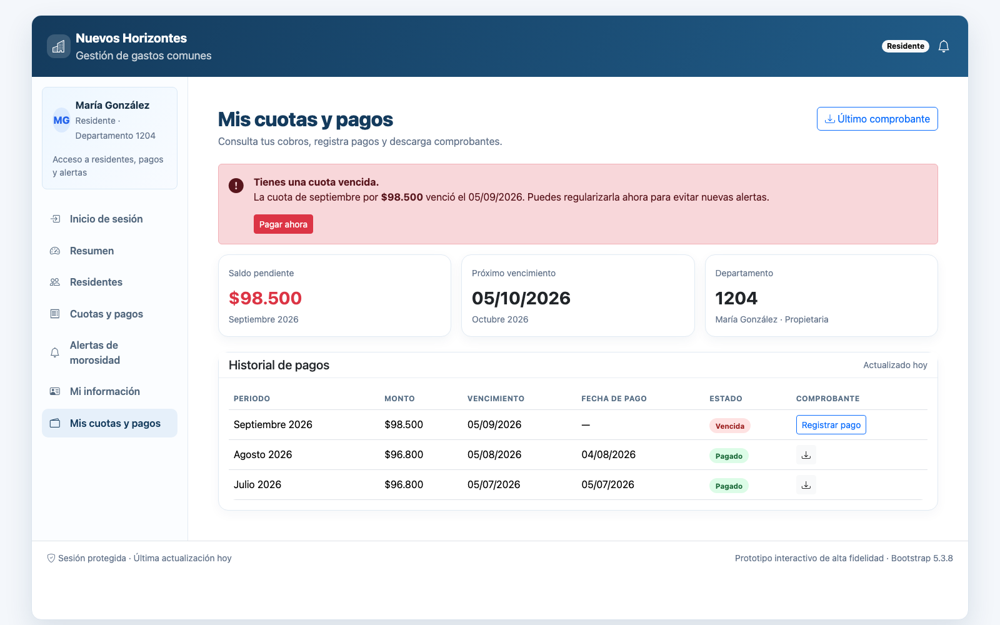 Nuevos Horizontes
Gestión de gastos comunes
Residente
MG
María González
Residente ·
Departamento 1204
Acceso a residentes, pagos
y alertas
Inicio de sesión
Resumen
Residentes
Cuotas y pagos
Alertas de
morosidad
Mi información
Mis cuotas y pagos
Mis cuotas y pagos
Consulta tus cobros, registra pagos y descarga comprobantes.
Último comprobante
Tienes una cuota vencida.
La cuota de septiembre por $98.500 venció el 05/09/2026. Puedes regularizarla ahora para evitar nuevas alertas.
Pagar ahora
Saldo pendiente
$98.500
Septiembre 2026
Próximo vencimiento
05/10/2026
Octubre 2026
Departamento
1204
María González · Propietaria
Historial de pagos
Actualizado hoy
PERIODO MONTO VENCIMIENTO FECHA DE PAGO ESTADO COMPROBANTE
Septiembre 2026 $98.500 05/09/2026 — Vencida Registrar pago
Agosto 2026 $96.800 05/08/2026 04/08/2026 Pagado
Julio 2026 $96.800 05/07/2026 05/07/2026 Pagado
Sesión protegida · Última actualización hoy
Prototipo interactivo de alta fidelidad · Bootstrap 5.3.8